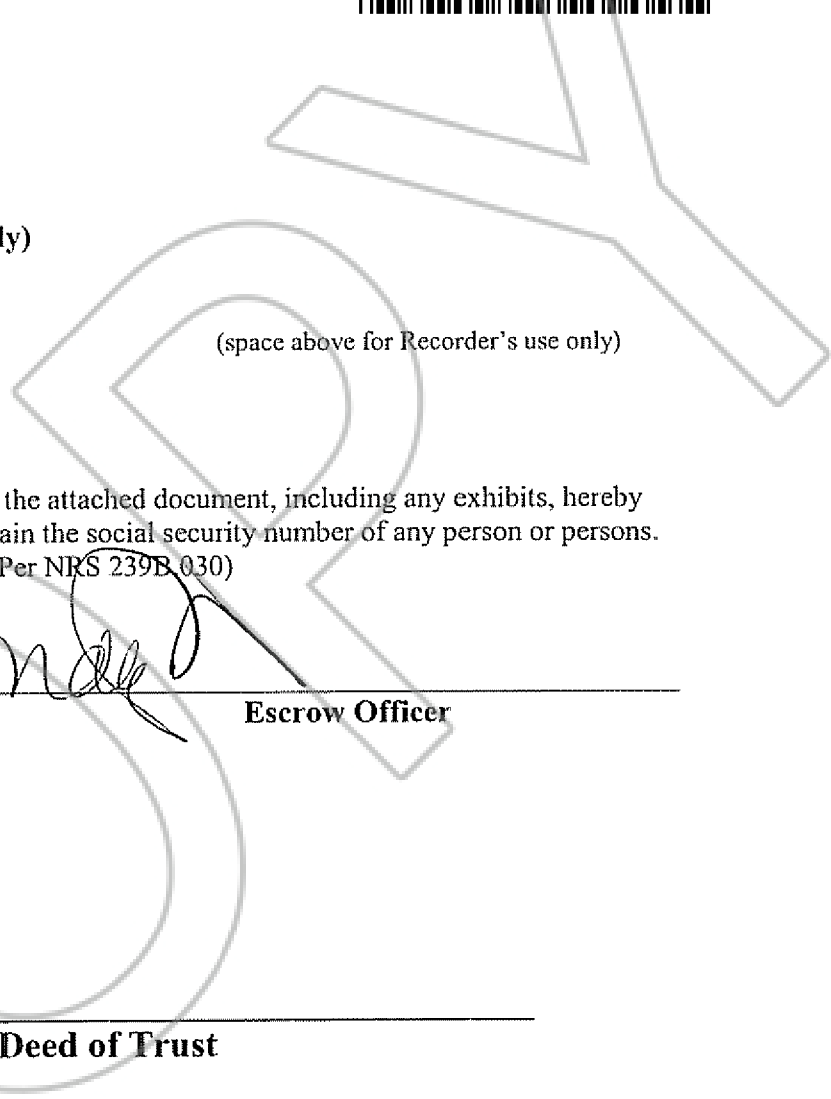 ly)
(space above for Recorder's use only)
the attached document, including any exhibits, hereby
ain the social security number of any person or persons.
Per NRS 239B.030)
Escrow Officer
Deed of Trust
OPY